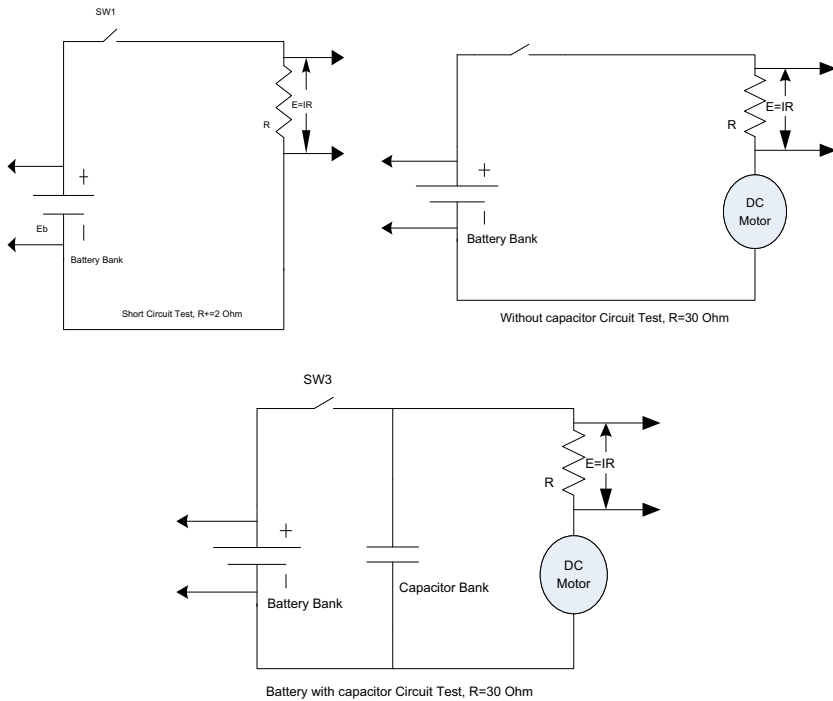 SW1
E=IR
R
+
Eb
Battery Bank
Short Circuit Test, R+=2 Ohm
E=IR
R
+
DC
Motor
Battery Bank
Without capacitor Circuit Test, R=30 Ohm
SW3
E=IR
R
+
DC
Motor
Capacitor Bank
Battery Bank
Battery with capacitor Circuit Test, R=30 Ohm